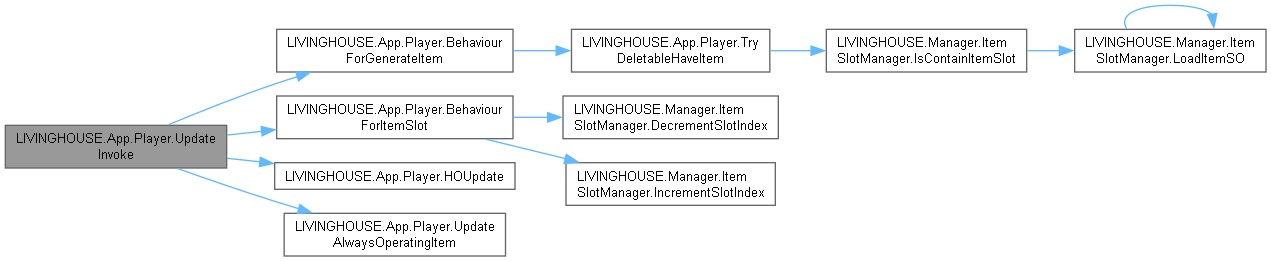 LIVINGHOUSE.App.Player.Update
Invoke
LIVINGHOUSE.App.Player.Behaviour
ForGenerateItem
LIVINGHOUSE.App.Player.Try
DeletableHaveItem
LIVINGHOUSE.Manager.Item
SlotManager.IsContainItemSlot
LIVINGHOUSE.Manager.Item
SlotManager.LoadItemSO
LIVINGHOUSE.App.Player.Behaviour
ForItemSlot
LIVINGHOUSE.Manager.Item
SlotManager.DecrementSlotIndex
LIVINGHOUSE.Manager.Item
SlotManager.IncrementSlotIndex
LIVINGHOUSE.App.Player.HOUpdate
LIVINGHOUSE.App.Player.Update
AlwaysOperatingItem